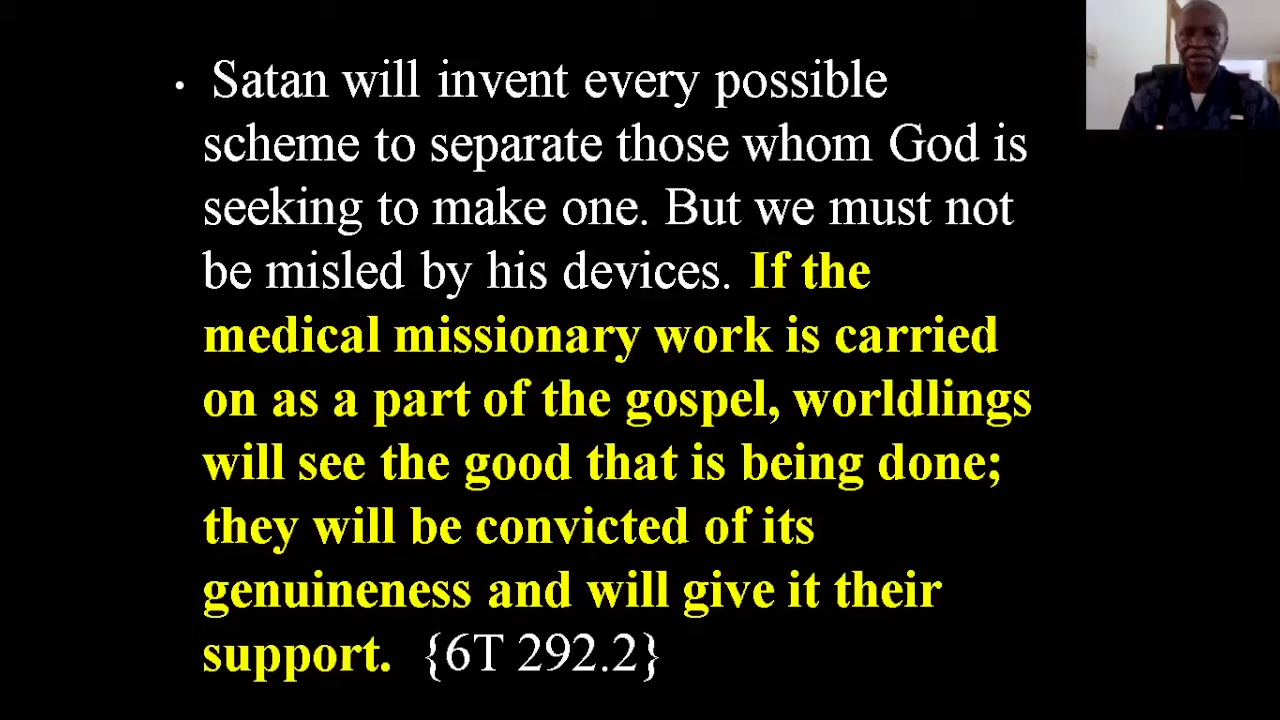 • Satan will invent every possible
scheme to separate those whom God is
seeking to make one. But we must not
be misled by his devices. If the
medical missionary work is carried
on as a part of the gospel, worldlings
will see the good that is being done;
they will be convicted of its
genuineness and will give it their
support. {6T 292.2}